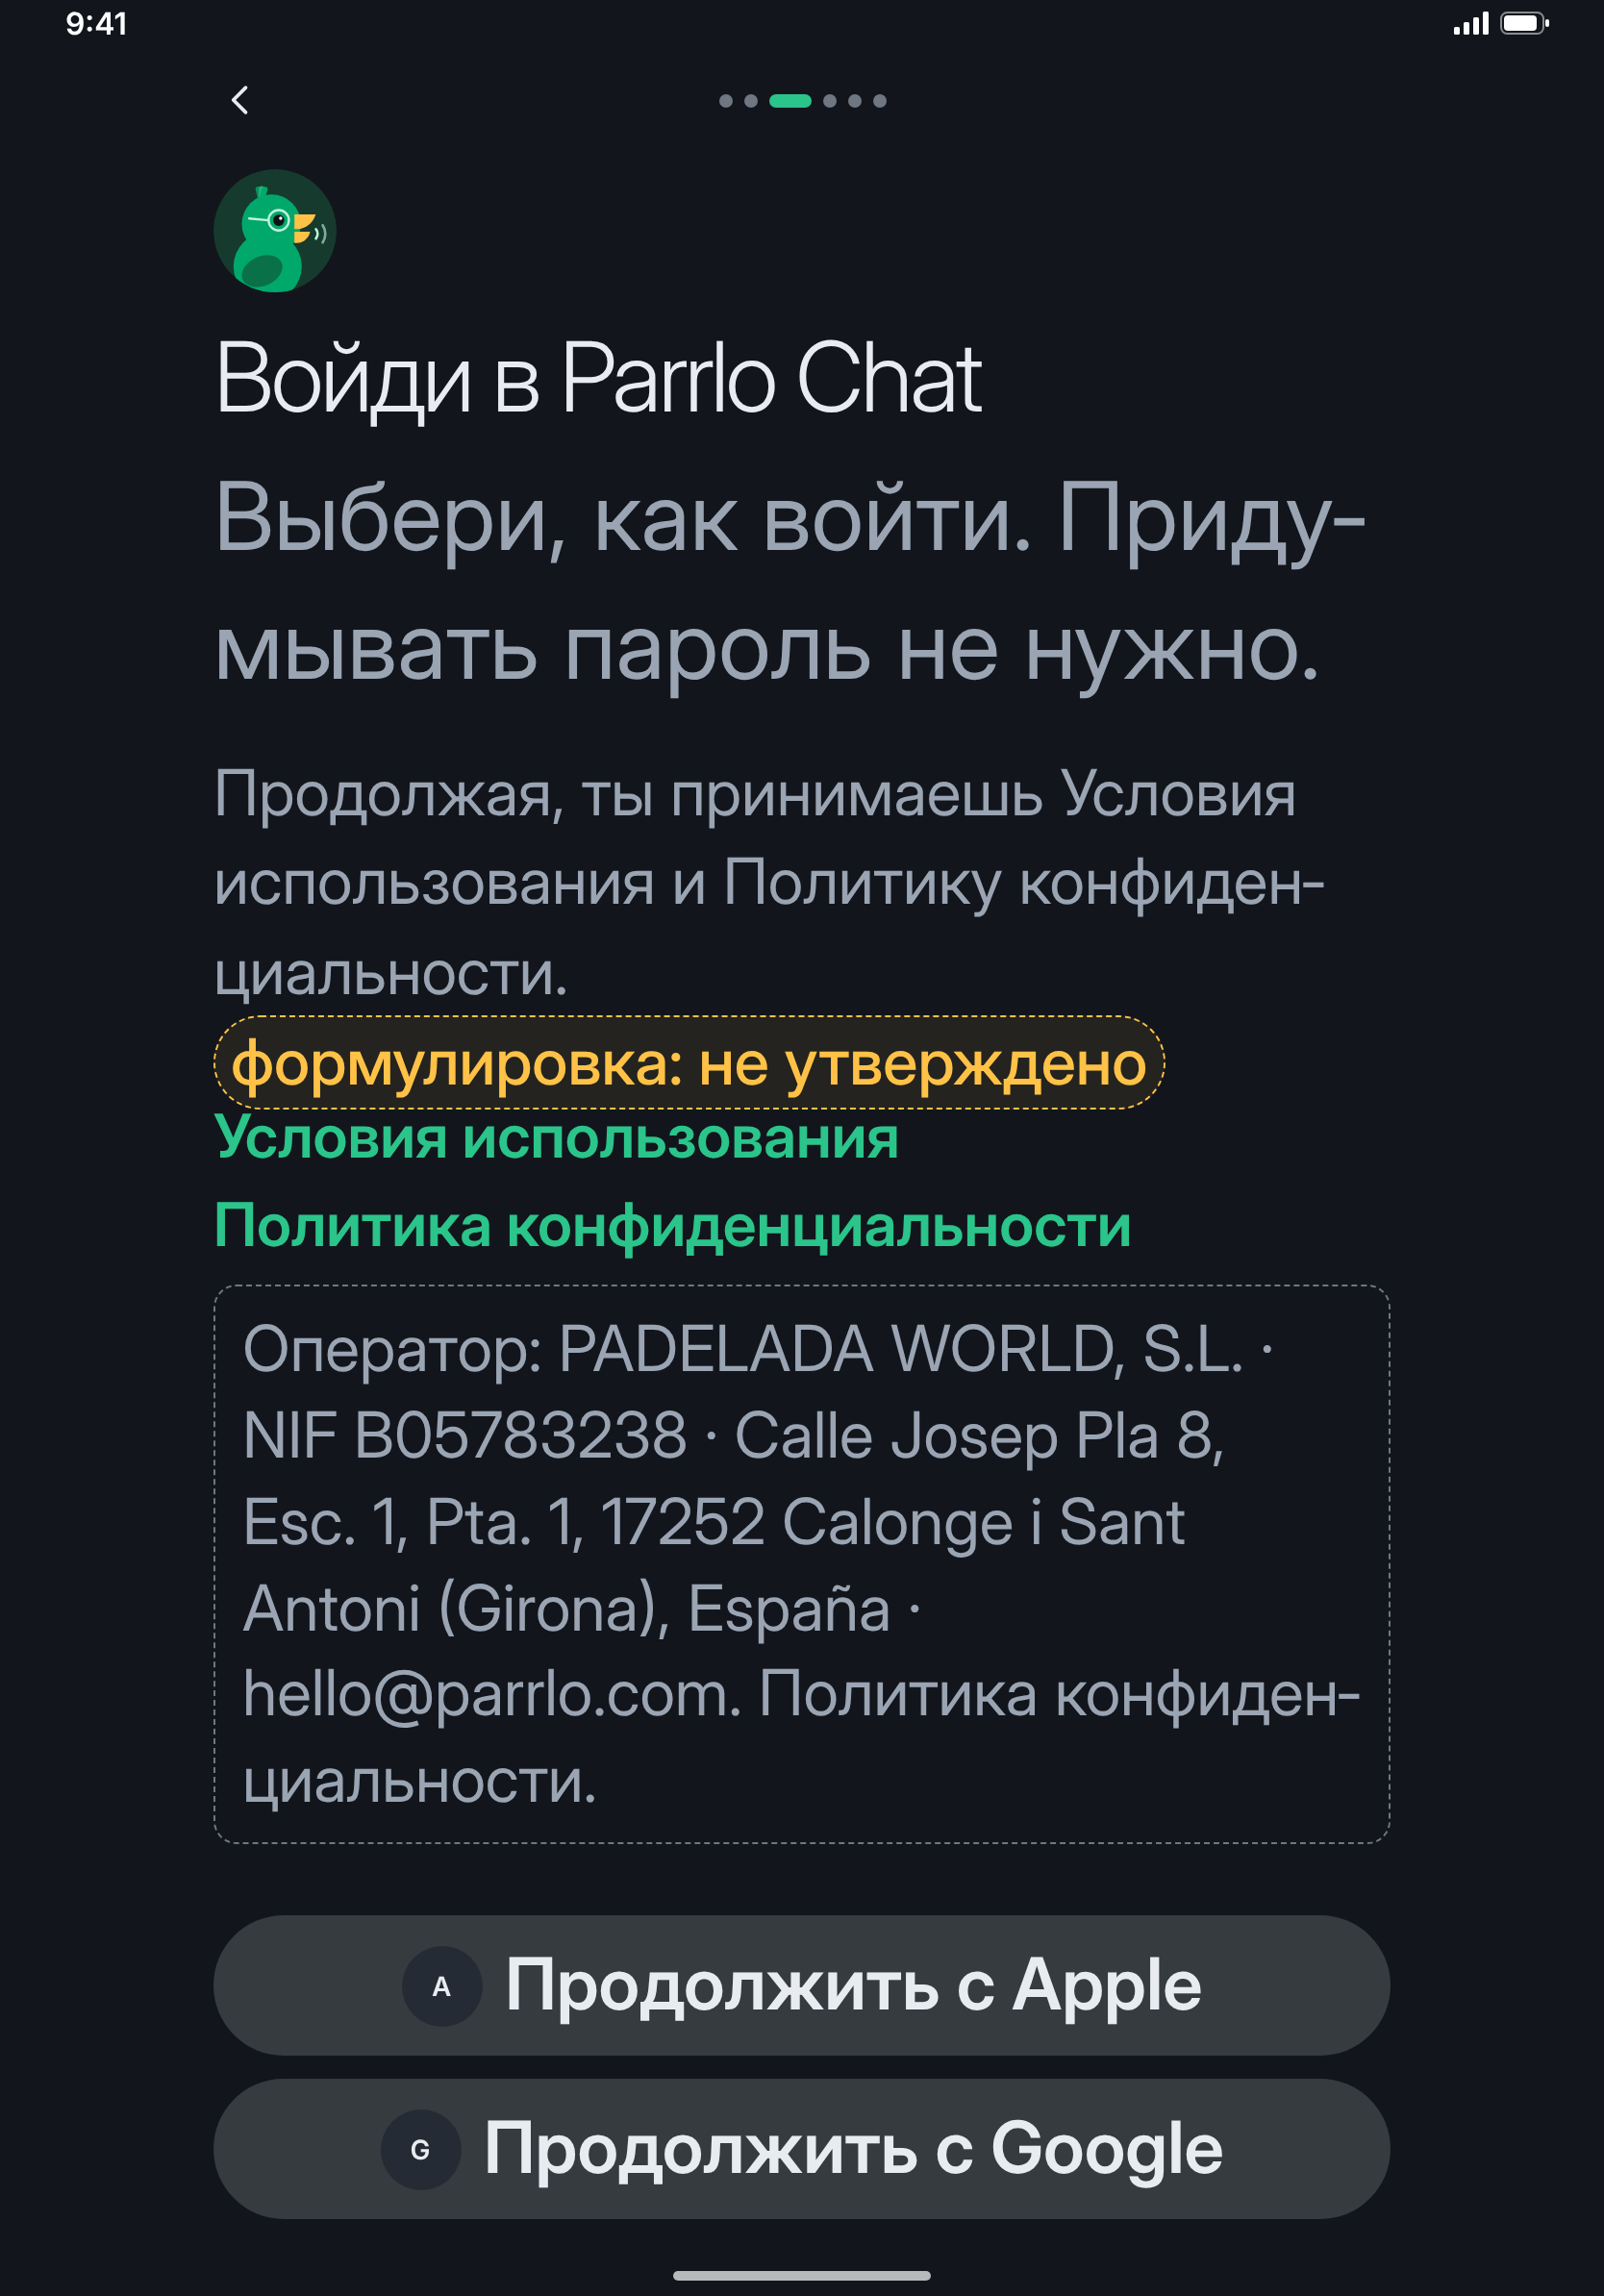 9:41
Войди в Parrlo Chat
Выбери, как войти. Приду-
мывать пароль не нужно.
Продолжая, ты принимаешь Условия
использования и Политику конфиден-
циальности.
формулировка: не утверждено
Условия использования
Политика конфиденциальности
Оператор: PADELADA WORLD, S.L. ·
NIF B05783238 · Calle Josep Pla 8,
Esc. 1, Pta. 1, 17252 Calonge i Sant
Antoni (Girona), España ·
hello@parrlo.com. Политика конфиден-
циальности.
A Продолжить с Apple
G Продолжить с Google